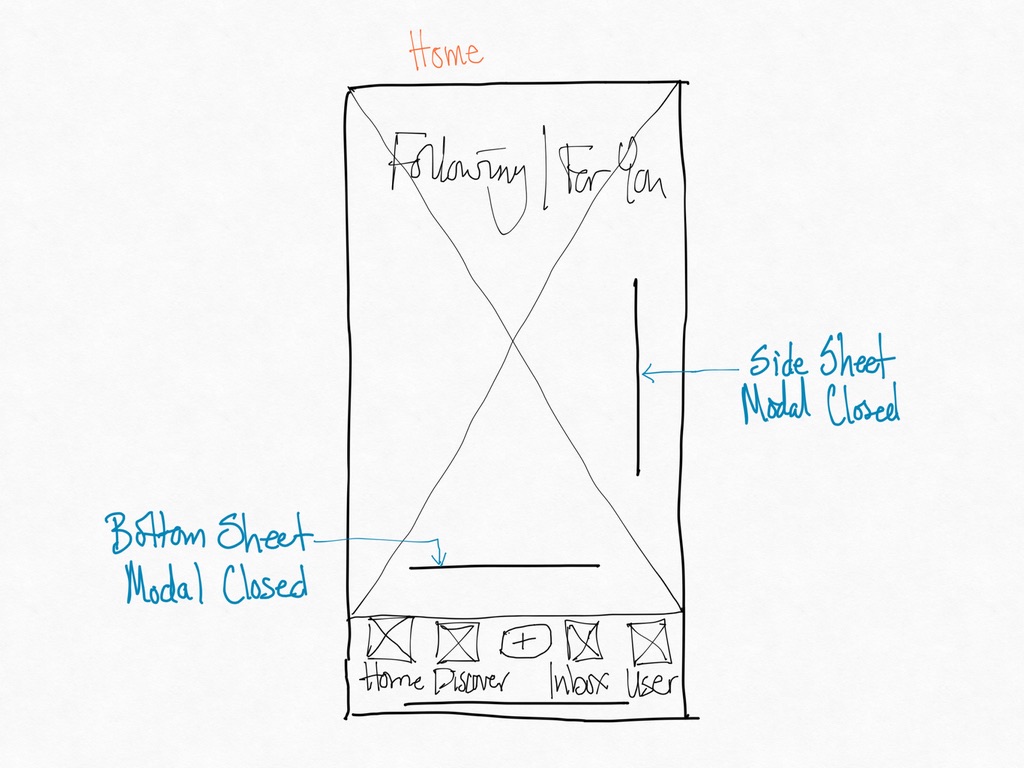 Home
Following | For You
Side Sheet
Modal Closed
Bottom Sheet
Modal Closed
+
Home Discover Inbox User